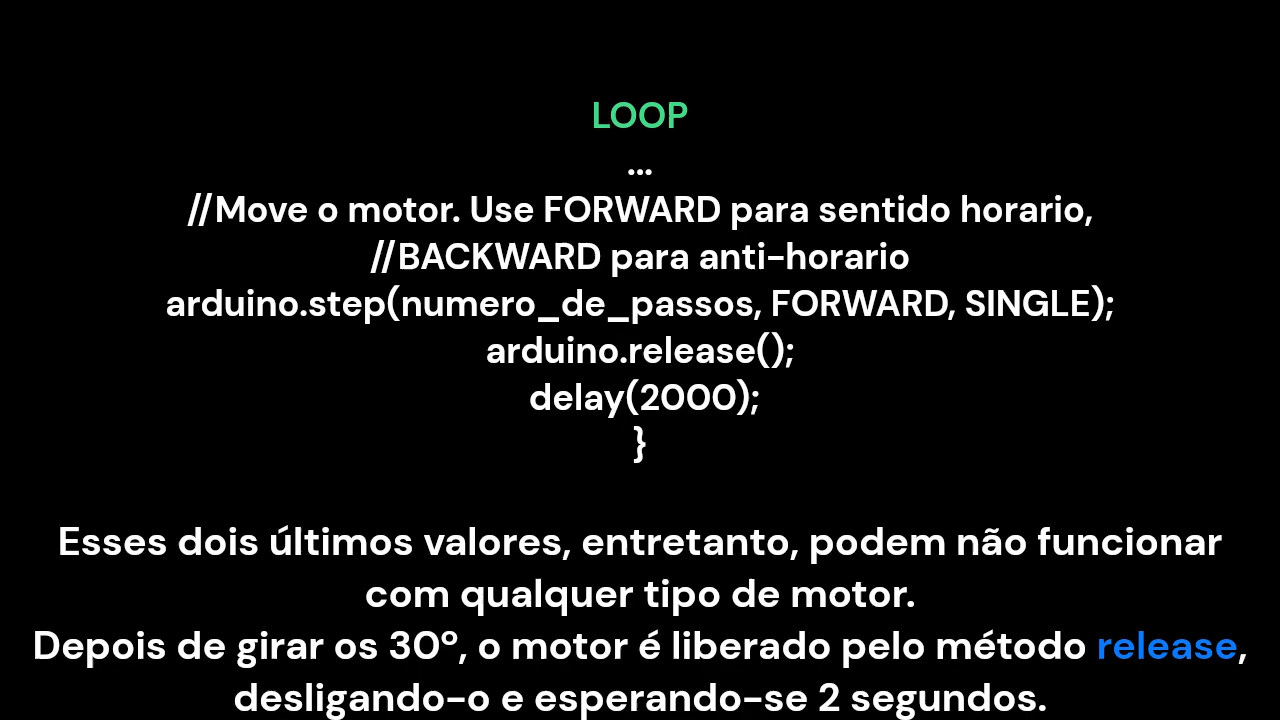 LOOP
...
//Move o motor. Use FORWARD para sentido horario,
//BACKWARD para anti-horario
arduino.step(numero_de_passos, FORWARD, SINGLE);
arduino.release();
delay(2000);
}
Esses dois últimos valores, entretanto, podem não funcionar
com qualquer tipo de motor.
Depois de girar os 30º, o motor é liberado pelo método release,
desligando-o e esperando-se 2 segundos.